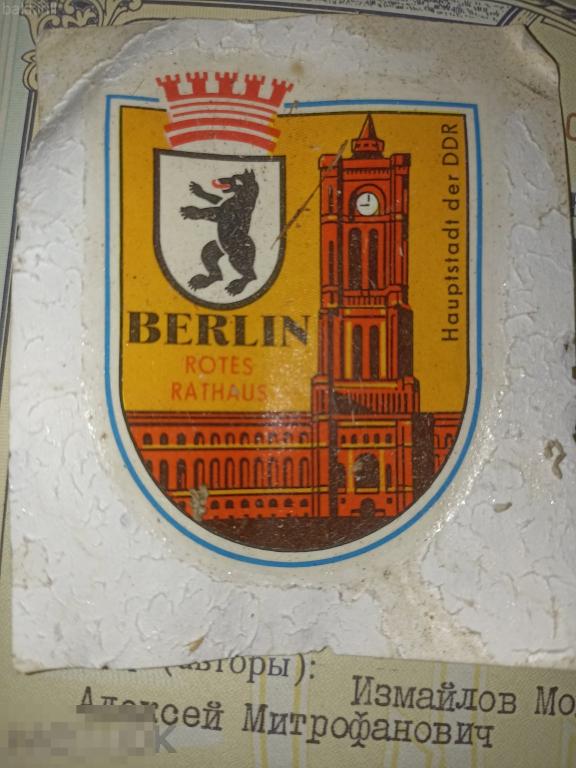 Hauptstadt der DDR
BERLIN
ROTES
RATHAUS
(авторы):
Измайлов
Алексей Митрофанович